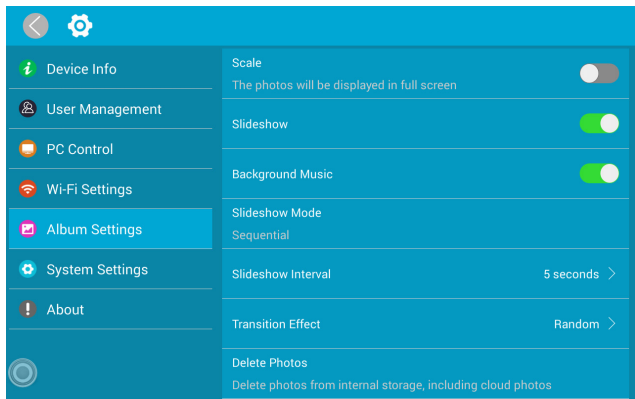 Device Info
User Management
PC Control
Wi-Fi Settings
Album Settings
System Settings
About
Scale
The photos will be displayed in full screen
Slideshow
Background Music
Slideshow Mode
Sequential
Slideshow Interval 5 seconds
Transition Effect Random
Delete Photos
Delete photos from internal storage, including cloud photos